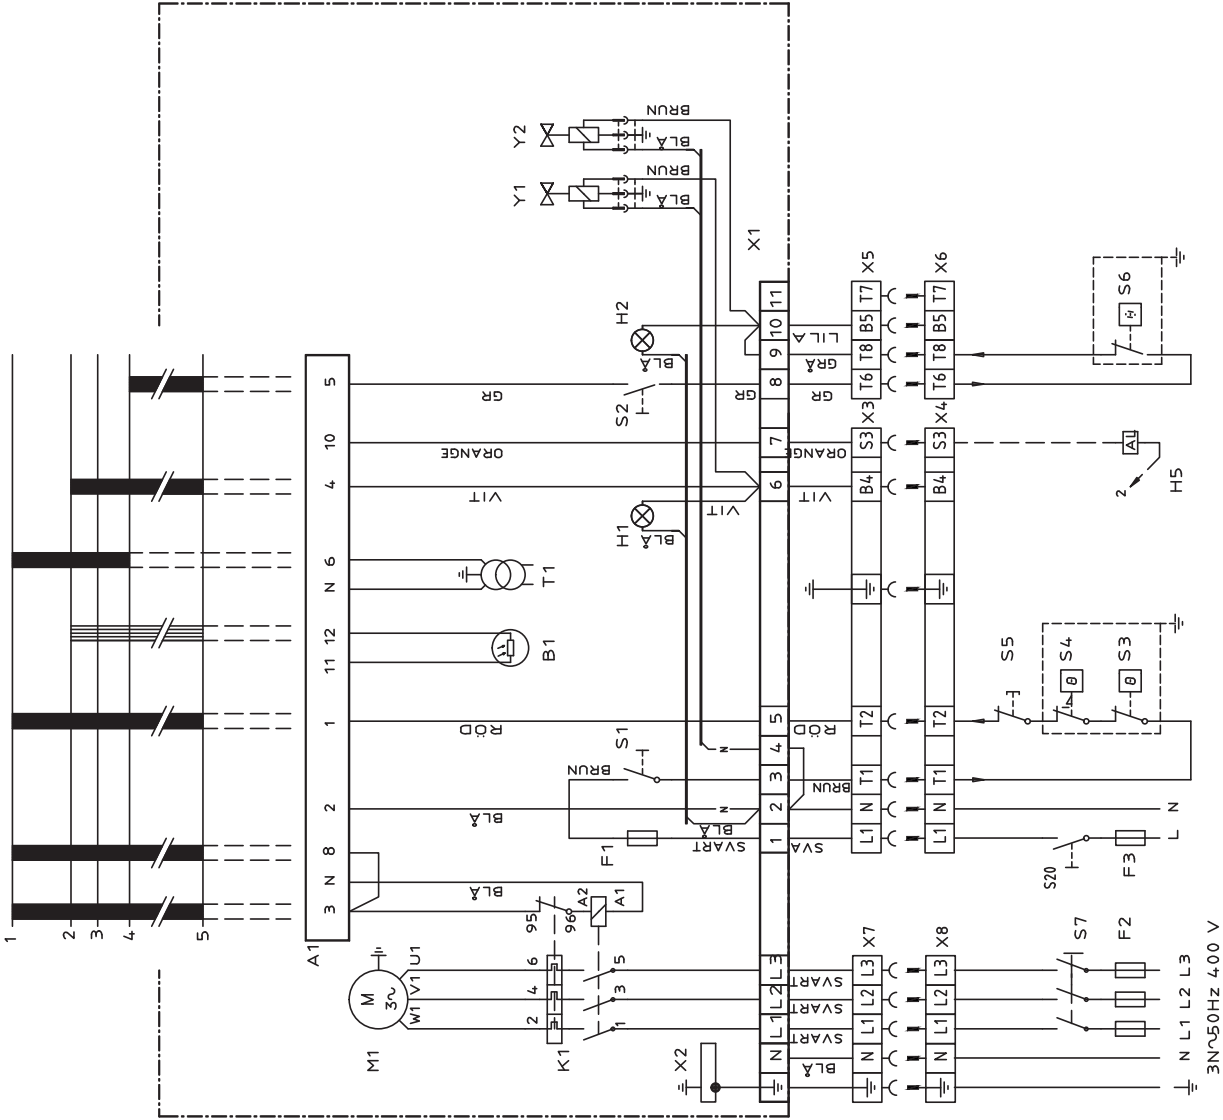 1
2
3
4
5
A1
3 N 8 2 1 11 12 N 6 4 10 5
M1
M
3~
W1 V1 U1
BLÅ BLÅ RÖD VIT ORANGE GR
Y1 Y2
2 4 6 95
B1 T1
K1 96
A2
BRUN
F1
A1
1 3 5
S1 H1 S2 H2
BLÅ BLÅ
BLÅ BRUN BLÅ BRUN
X2
SVART BLÅ N N VIT GR
X1
N L1 L2 L3 1 2 3 4 5 6 7 8 9 10 11
BLÅ SVART SVART SVART SVA BRUN RÖD VIT ORANGE GR GRÅ LILA
N L1 L2 L3 X7 L1 N T1 T2 B4 S3 X3 T6 T8 B5 T7 X5
N L1 L2 L3 X8 L1 N T1 T2 B4 S3 X4 T6 T8 B5 T7 X6
S5
S20
S7 S4
θ θ
F2 F3 S3 S6
2 AL
H5
N L1 L2 L3 L N
3N~50Hz 400 V